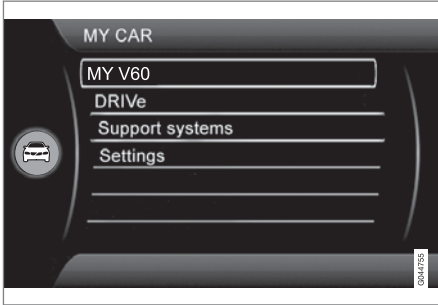 MY CAR
MY V60
DRIVe
Support systems
Settings
G044755